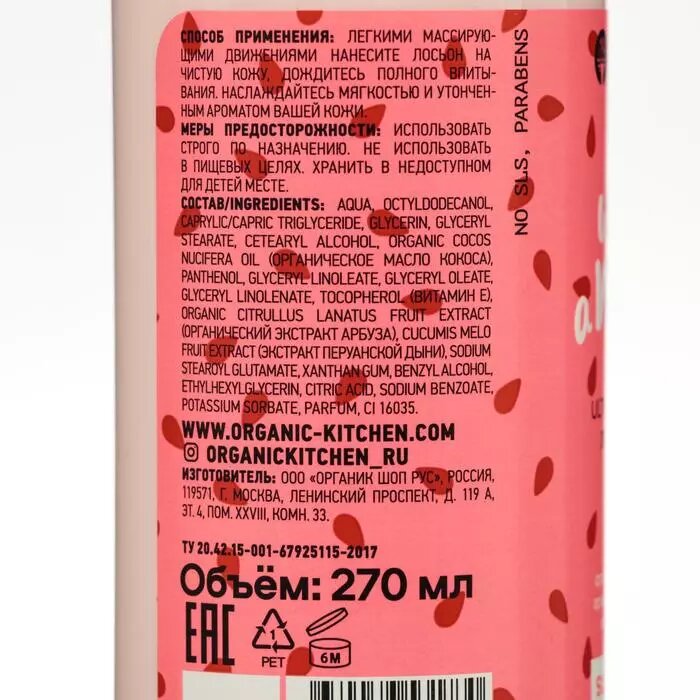 СПОСОБ ПРИМЕНЕНИЯ: ЛЕГКИМИ МАССИРУЮ-
ЩИМИ ДВИЖЕНИЯМИ НАНЕСИТЕ ЛОСЬОН НА
ЧИСТУЮ КОЖУ, ДОЖДИТЕСЬ ПОЛНОГО ВПИТЫ-
ВАНИЯ. НАСЛАЖДАЙТЕСЬ МЯГКОСТЬЮ И УТОНЧЕН-
НЫМ АРОМАТОМ ВАШЕЙ КОЖИ.
МЕРЫ ПРЕДОСТОРОЖНОСТИ: ИСПОЛЬЗОВАТЬ
СТРОГО ПО НАЗНАЧЕНИЮ. НЕ ИСПОЛЬЗОВАТЬ
В ПИЩЕВЫХ ЦЕЛЯХ. ХРАНИТЬ В НЕДОСТУПНОМ
ДЛЯ ДЕТЕЙ МЕСТЕ.
СОСТАВ/INGREDIENTS: AQUA, OCTYLDODECANOL,
CAPRYLIC/CAPRIC TRIGLYCERIDE, GLYCERIN, GLYCERYL
STEARATE, CETEARYL ALCOHOL, ORGANIC COCOS
NUCIFERA OIL (ОРГАНИЧЕСКОЕ МАСЛО КОКОСА),
PANTHENOL, GLYCERYL LINOLEATE, GLYCERYL OLEATE,
GLYCERYL LINOLENATE, TOCOPHEROL (ВИТАМИН Е),
ORGANIC CITRULLUS LANATUS FRUIT EXTRACT
(ОРГАНИЧЕСКИЙ ЭКСТРАКТ АРБУЗА), CUCUMIS MELO
FRUIT EXTRACT (ЭКСТРАКТ ПЕРУАНСКОЙ ДЫНИ), SODIUM
STEAROYL GLUTAMATE, XANTHAN GUM, BENZYL ALCOHOL,
ETHYLHEXYLGLYCERIN, CITRIC ACID, SODIUM BENZOATE,
POTASSIUM SORBATE, PARFUM, CI 16035.
WWW.ORGANIC-KITCHEN.COM
ORGANICKITCHEN_RU
ИЗГОТОВИТЕЛЬ: ООО «ОРГАНИК ШОП РУС», РОССИЯ,
119571, Г. МОСКВА, ЛЕНИНСКИЙ ПРОСПЕКТ, Д. 119 А,
ЭТ. 4, ПОМ. XXVIII, КОМН. 33.
ТУ 20.42.15-001-67925115-2017
Объём: 270 мл
EAC
1
PET
6M
NO SLS, PARABENS